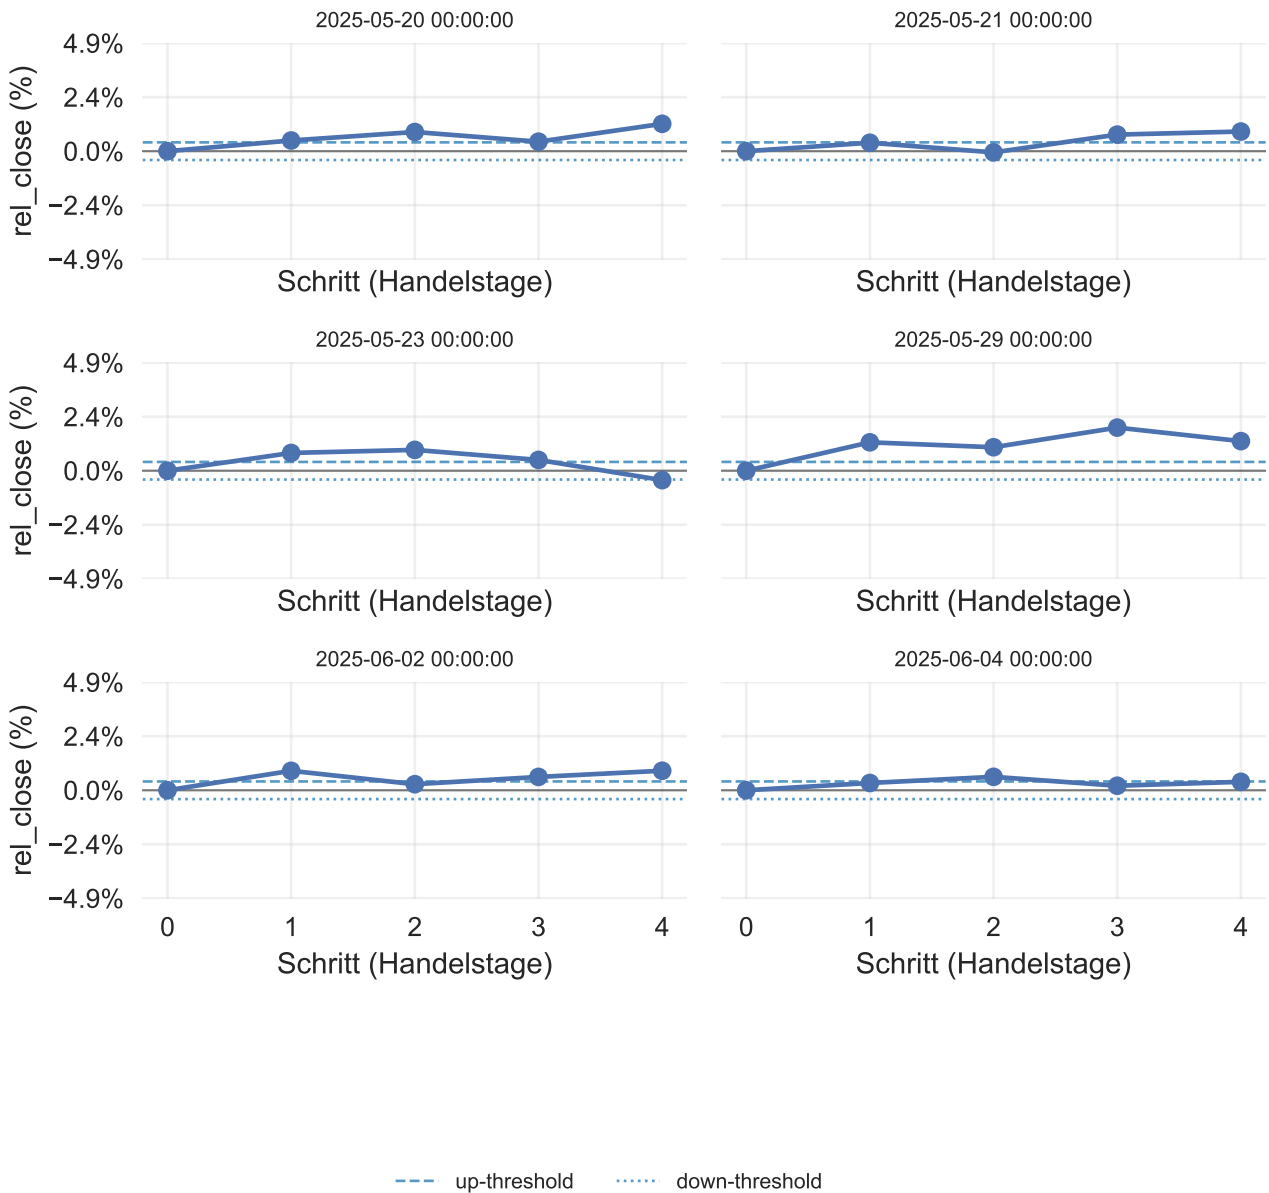 2025-05-20 00:00:00
2025-05-21 00:00:00
4.9%
2.4%
0.0%
−2.4%
−4.9%
rel_close (%)
Schritt (Handelstage)
Schritt (Handelstage)
2025-05-23 00:00:00
2025-05-29 00:00:00
4.9%
2.4%
0.0%
−2.4%
−4.9%
rel_close (%)
Schritt (Handelstage)
Schritt (Handelstage)
2025-06-02 00:00:00
2025-06-04 00:00:00
4.9%
2.4%
0.0%
−2.4%
−4.9%
rel_close (%)
0 1 2 3 4
0 1 2 3 4
Schritt (Handelstage)
Schritt (Handelstage)
up-threshold
down-threshold